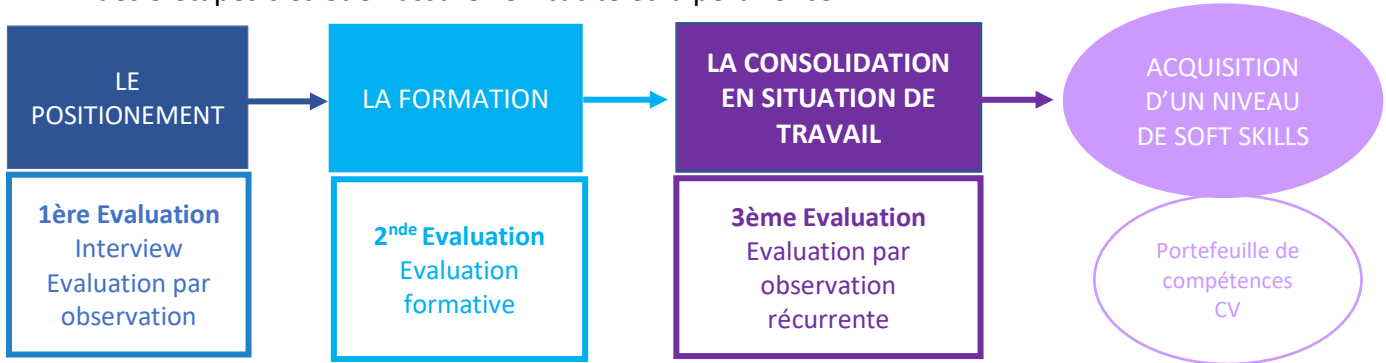 LE
POSITIONEMENT
LA FORMATION
LA CONSOLIDATION
EN SITUATION DE
TRAVAIL
ACQUISITION
D'UN NIVEAU
DE SOFT SKILLS
1ère Evaluation
Interview
Evaluation par
observation
2nde Evaluation
Evaluation
formative
3ème Evaluation
Evaluation par
observation
récurrente
Portefeuille de
compétences
CV